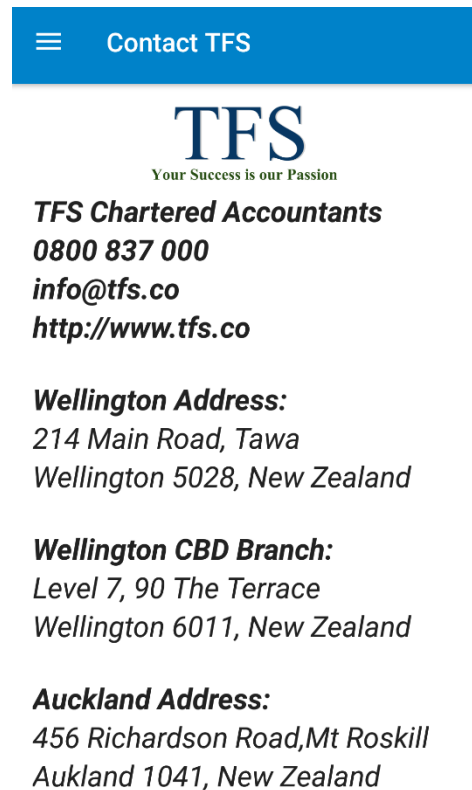 Contact TFS
TFS
Your Success is our Passion
TFS Chartered Accountants
0800 837 000
info@tfs.co
http://www.tfs.co
Wellington Address:
214 Main Road, Tawa
Wellington 5028, New Zealand
Wellington CBD Branch:
Level 7, 90 The Terrace
Wellington 6011, New Zealand
Auckland Address:
456 Richardson Road,Mt Roskill
Aukland 1041, New Zealand